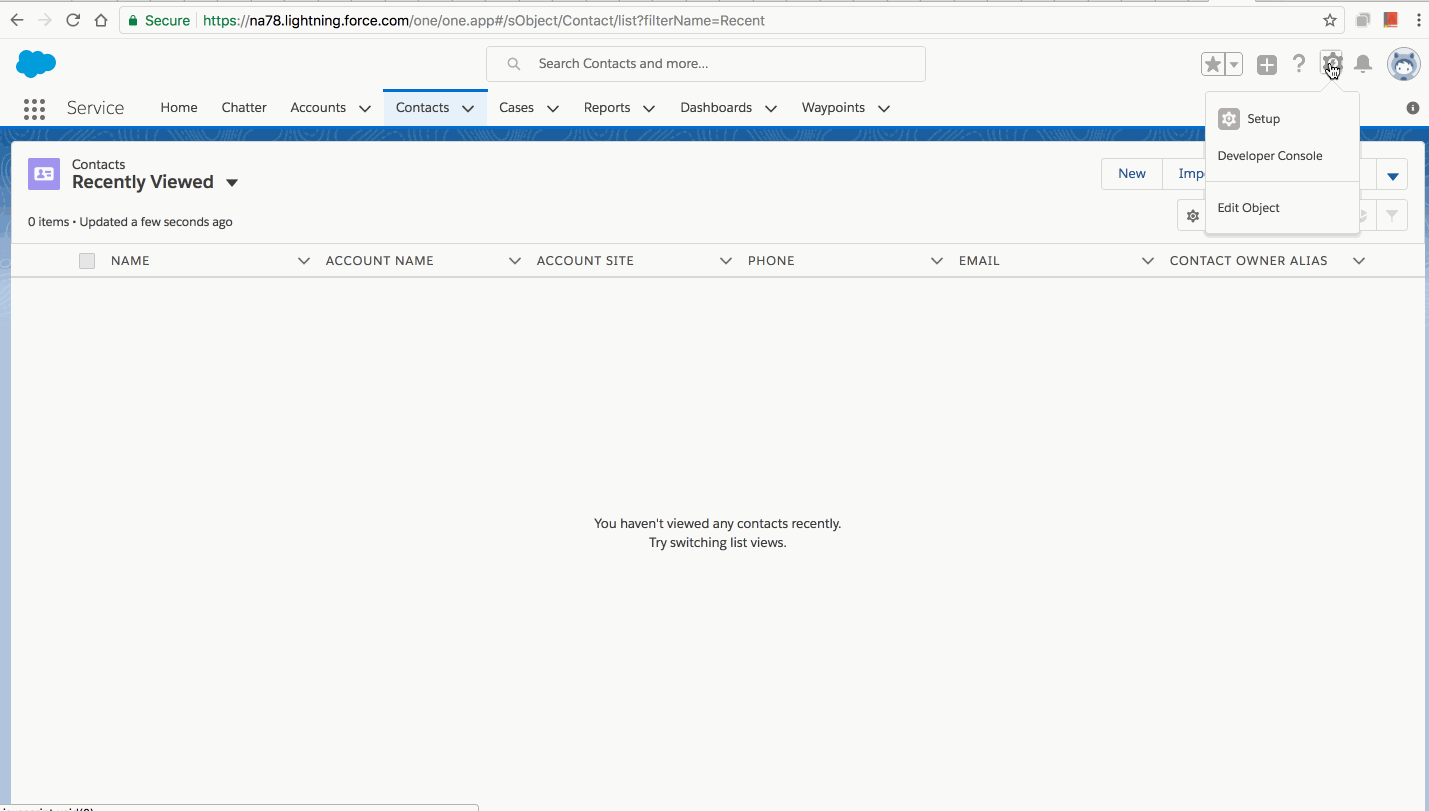 Secure https://na78.lightning.force.com/one/one.app#/sObject/Contact/list?filterName=Recent
Search Contacts and more...
Service Home Chatter Accounts Contacts Cases Reports Dashboards Waypoints
Setup
Developer Console
Edit Object
Contacts
Recently Viewed
New
0 items • Updated a few seconds ago
NAME ACCOUNT NAME ACCOUNT SITE PHONE EMAIL CONTACT OWNER ALIAS
You haven't viewed any contacts recently.
Try switching list views.